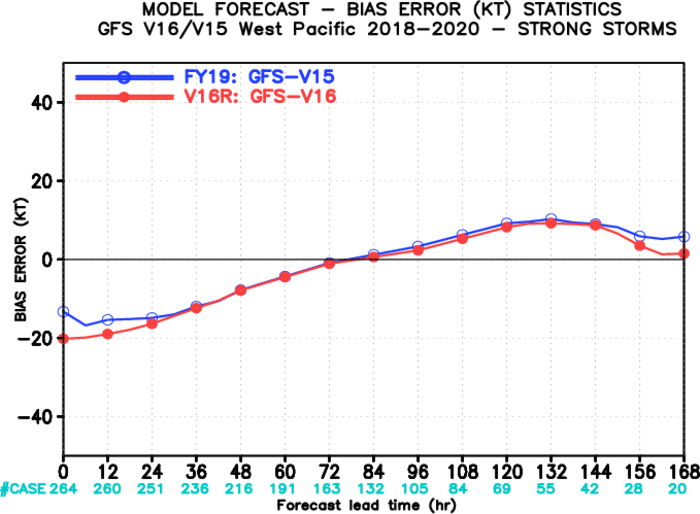 MODEL FORECAST – BIAS ERROR (KT) STATISTICS
GFS V16/V15 West Pacific 2018–2020 – STRONG STORMS
FY19: GFS–V15
V16R: GFS–V16
40
20
0
−20
−40
BIAS ERROR (KT)
0 12 24 36 48 60 72 84 96 108 120 132 144 156 168
#CASE 264 260 251 236 216 191 163 132 105 84 69 55 42 28 20
Forecast lead time (hr)